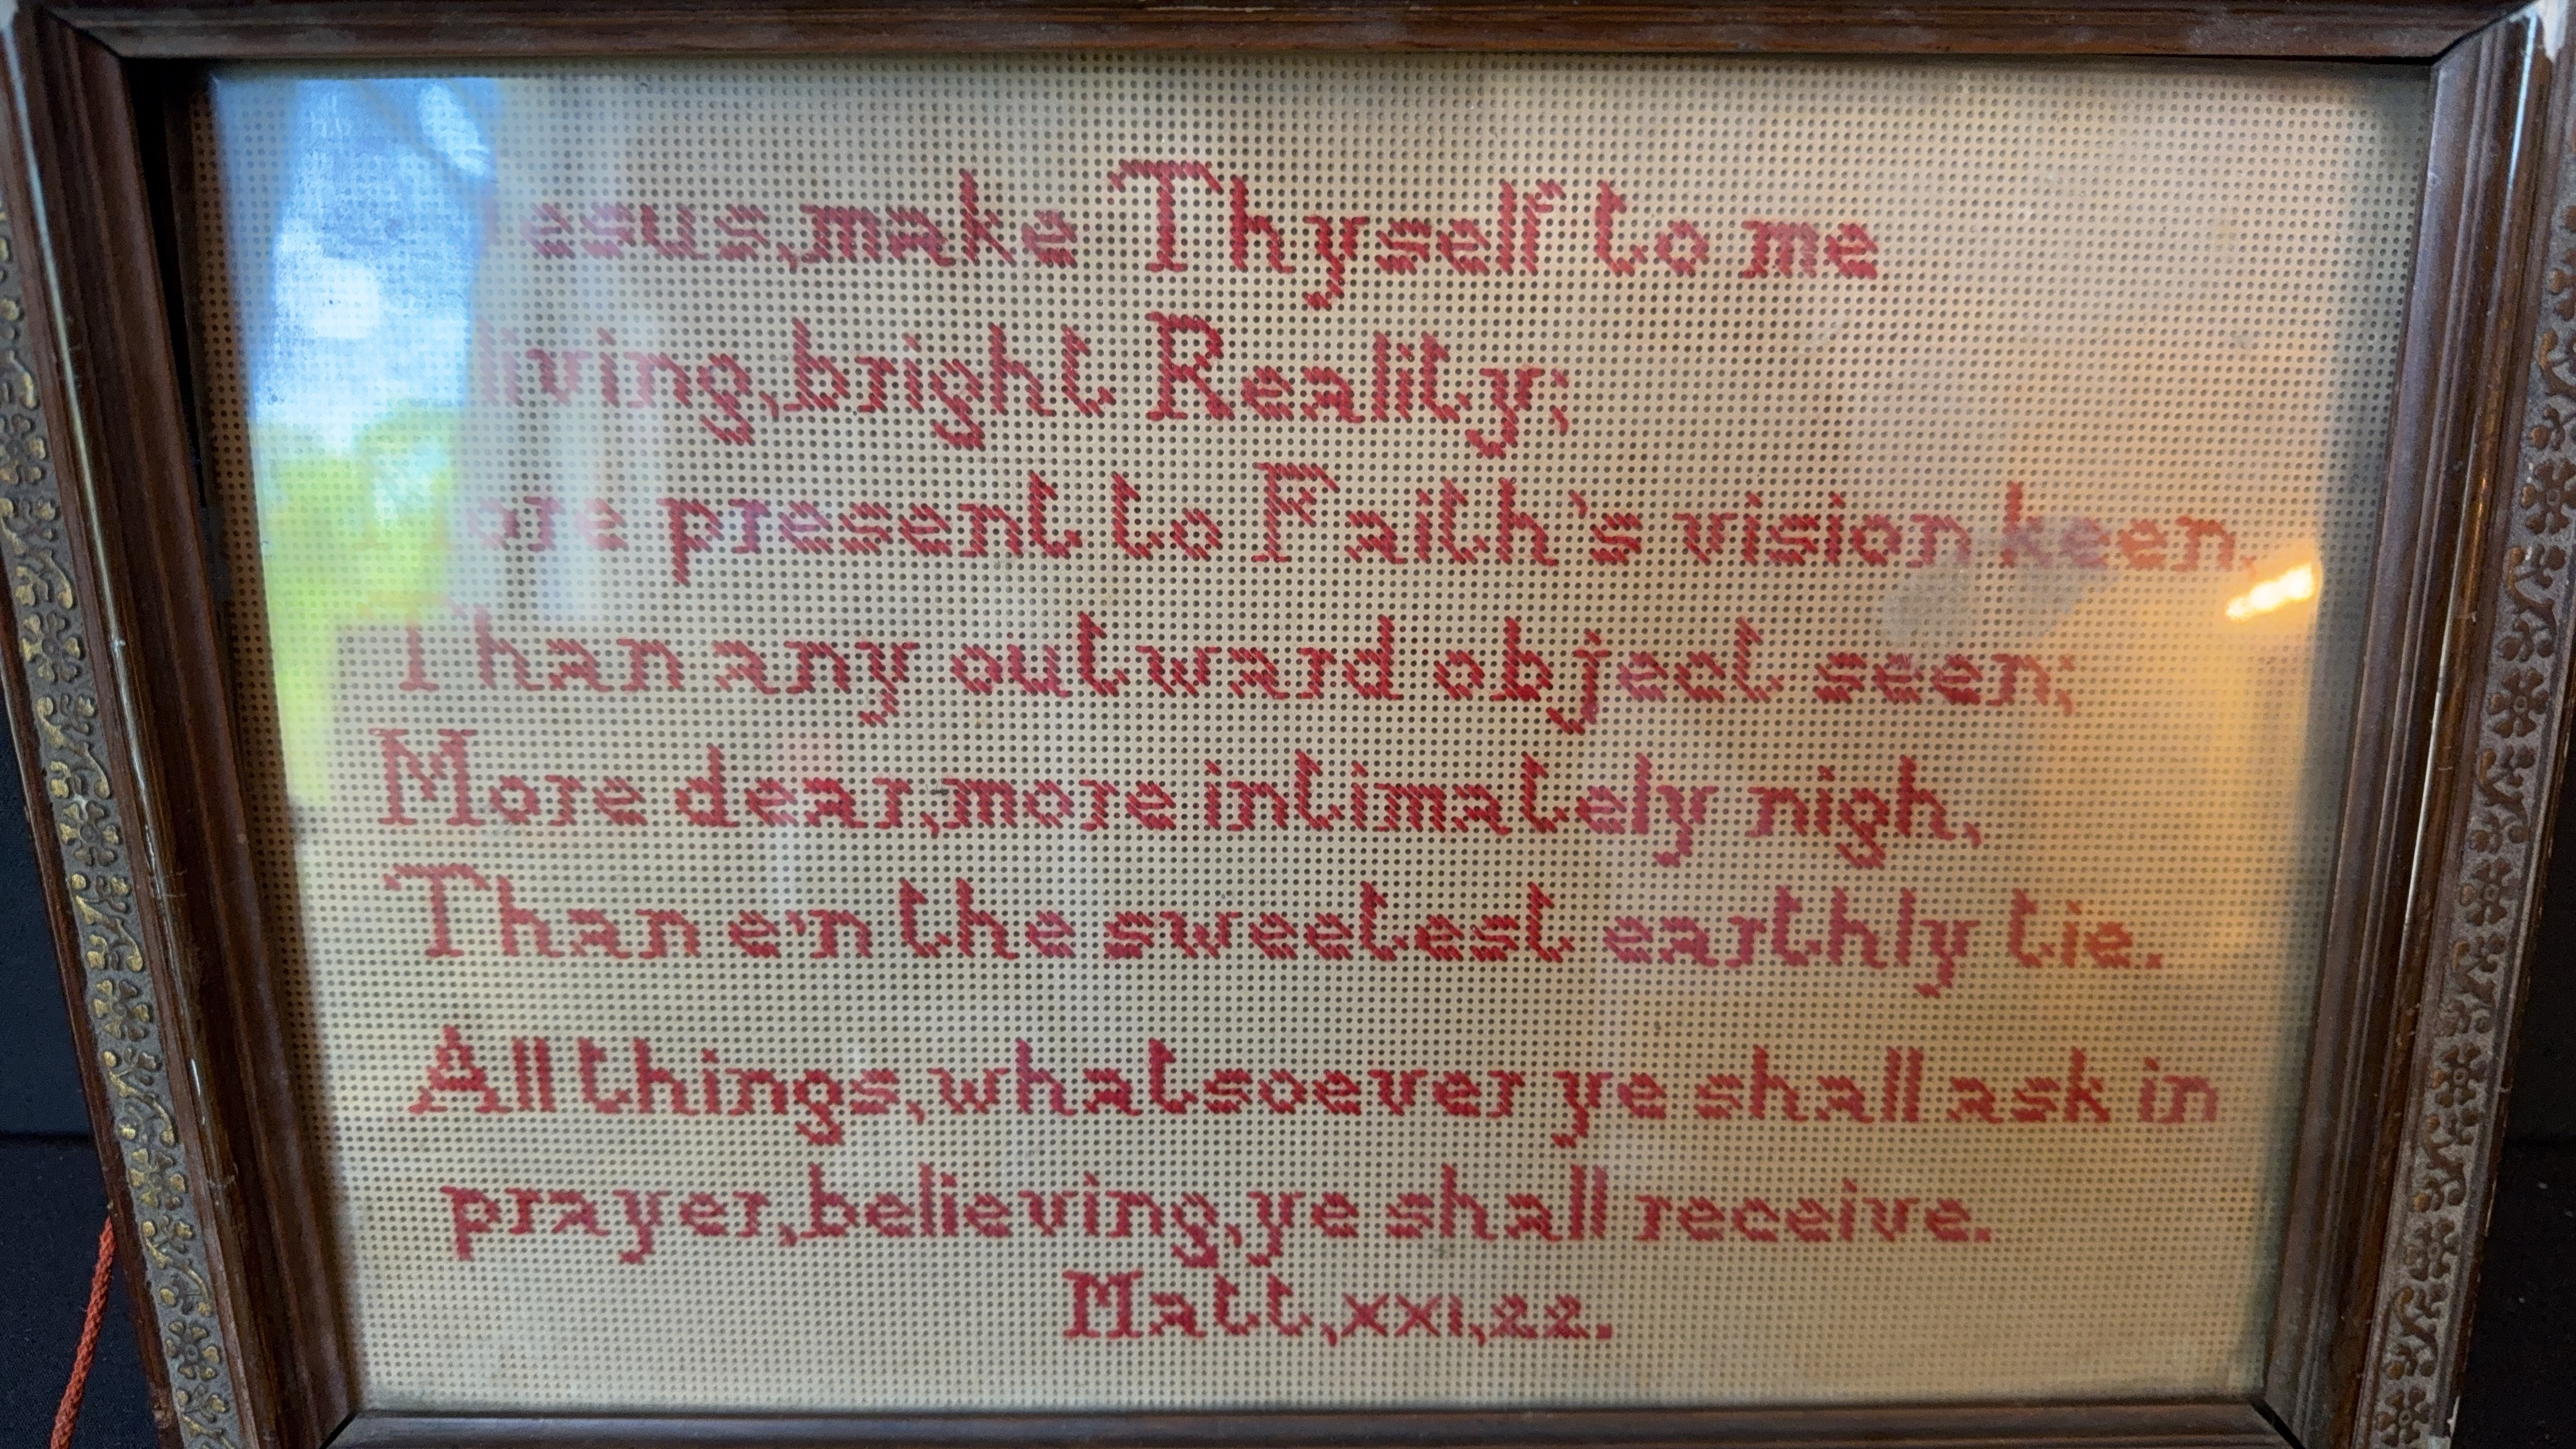 esus, make Thyself to me
living, bright Reality;
ore present to Faith's vision keen,
Than any outward object seen;
More dear, more intimately nigh,
Than e'n the sweetest earthly tie.
All things, whatsoever ye shall ask in
prayer, believing, ye shall receive.
Matt, xxi, 22.